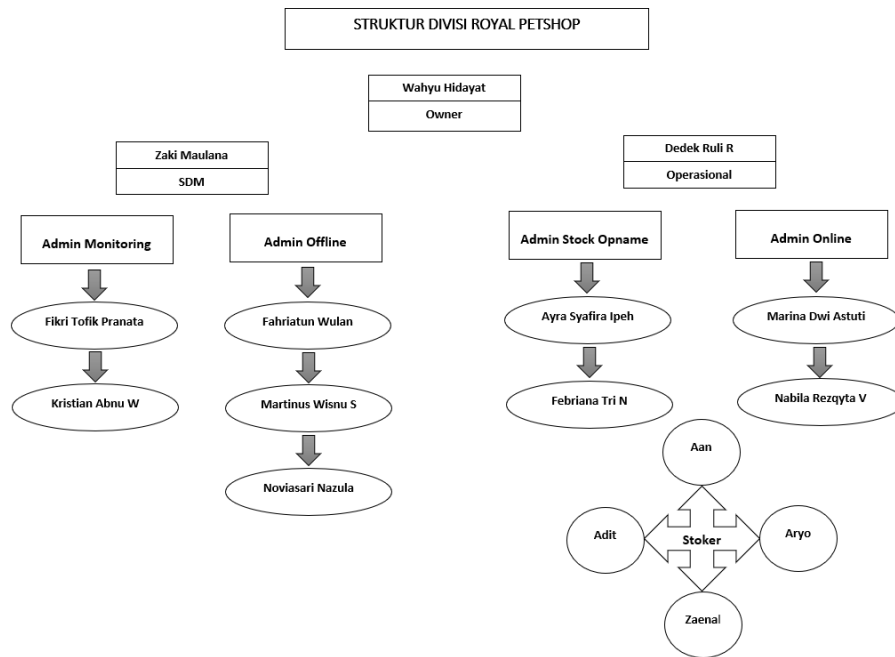 STRUKTUR DIVISI ROYAL PETSHOP
Wahyu Hidayat
Owner
Zaki Maulana
SDM
Dedek Ruli R
Operasional
Admin Monitoring
Admin Offline
Admin Stock Opname
Admin Online
Fikri Tofik Pranata
Fahriatun Wulan
Ayra Syafira Ipeh
Marina Dwi Astuti
Kristian Abnu W
Martinus Wisnu S
Febriana Tri N
Nabila Rezqyta V
Noviasari Nazula
Aan
Adit
Stoker
Aryo
Zaenal